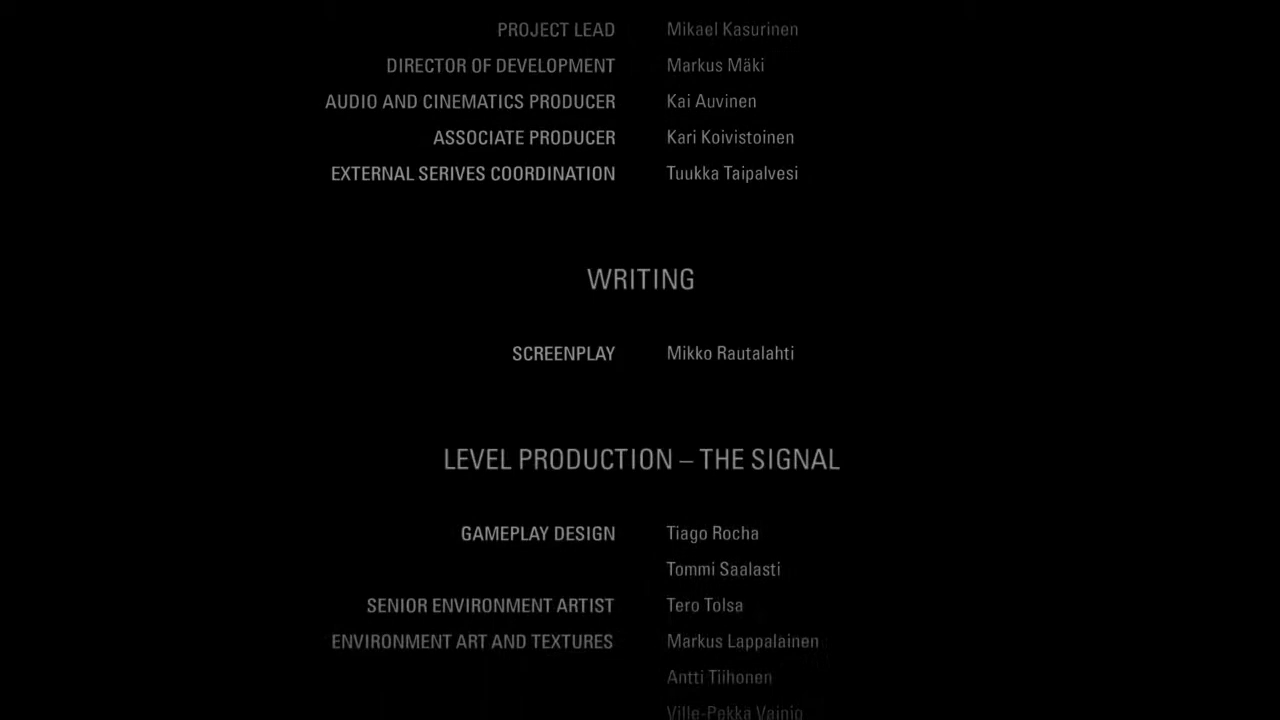 PROJECT LEAD Mikael Kasurinen
DIRECTOR OF DEVELOPMENT Markus Mäki
AUDIO AND CINEMATICS PRODUCER Kai Auvinen
ASSOCIATE PRODUCER Kari Koivistoinen
EXTERNAL SERIVES COORDINATION Tuukka Taipalvesi
WRITING
SCREENPLAY Mikko Rautalahti
LEVEL PRODUCTION – THE SIGNAL
GAMEPLAY DESIGN Tiago Rocha
Tommi Saalasti
SENIOR ENVIRONMENT ARTIST Tero Tolsa
ENVIRONMENT ART AND TEXTURES Markus Lappalainen
Antti Tiihonen
Ville-Pekka Vainio